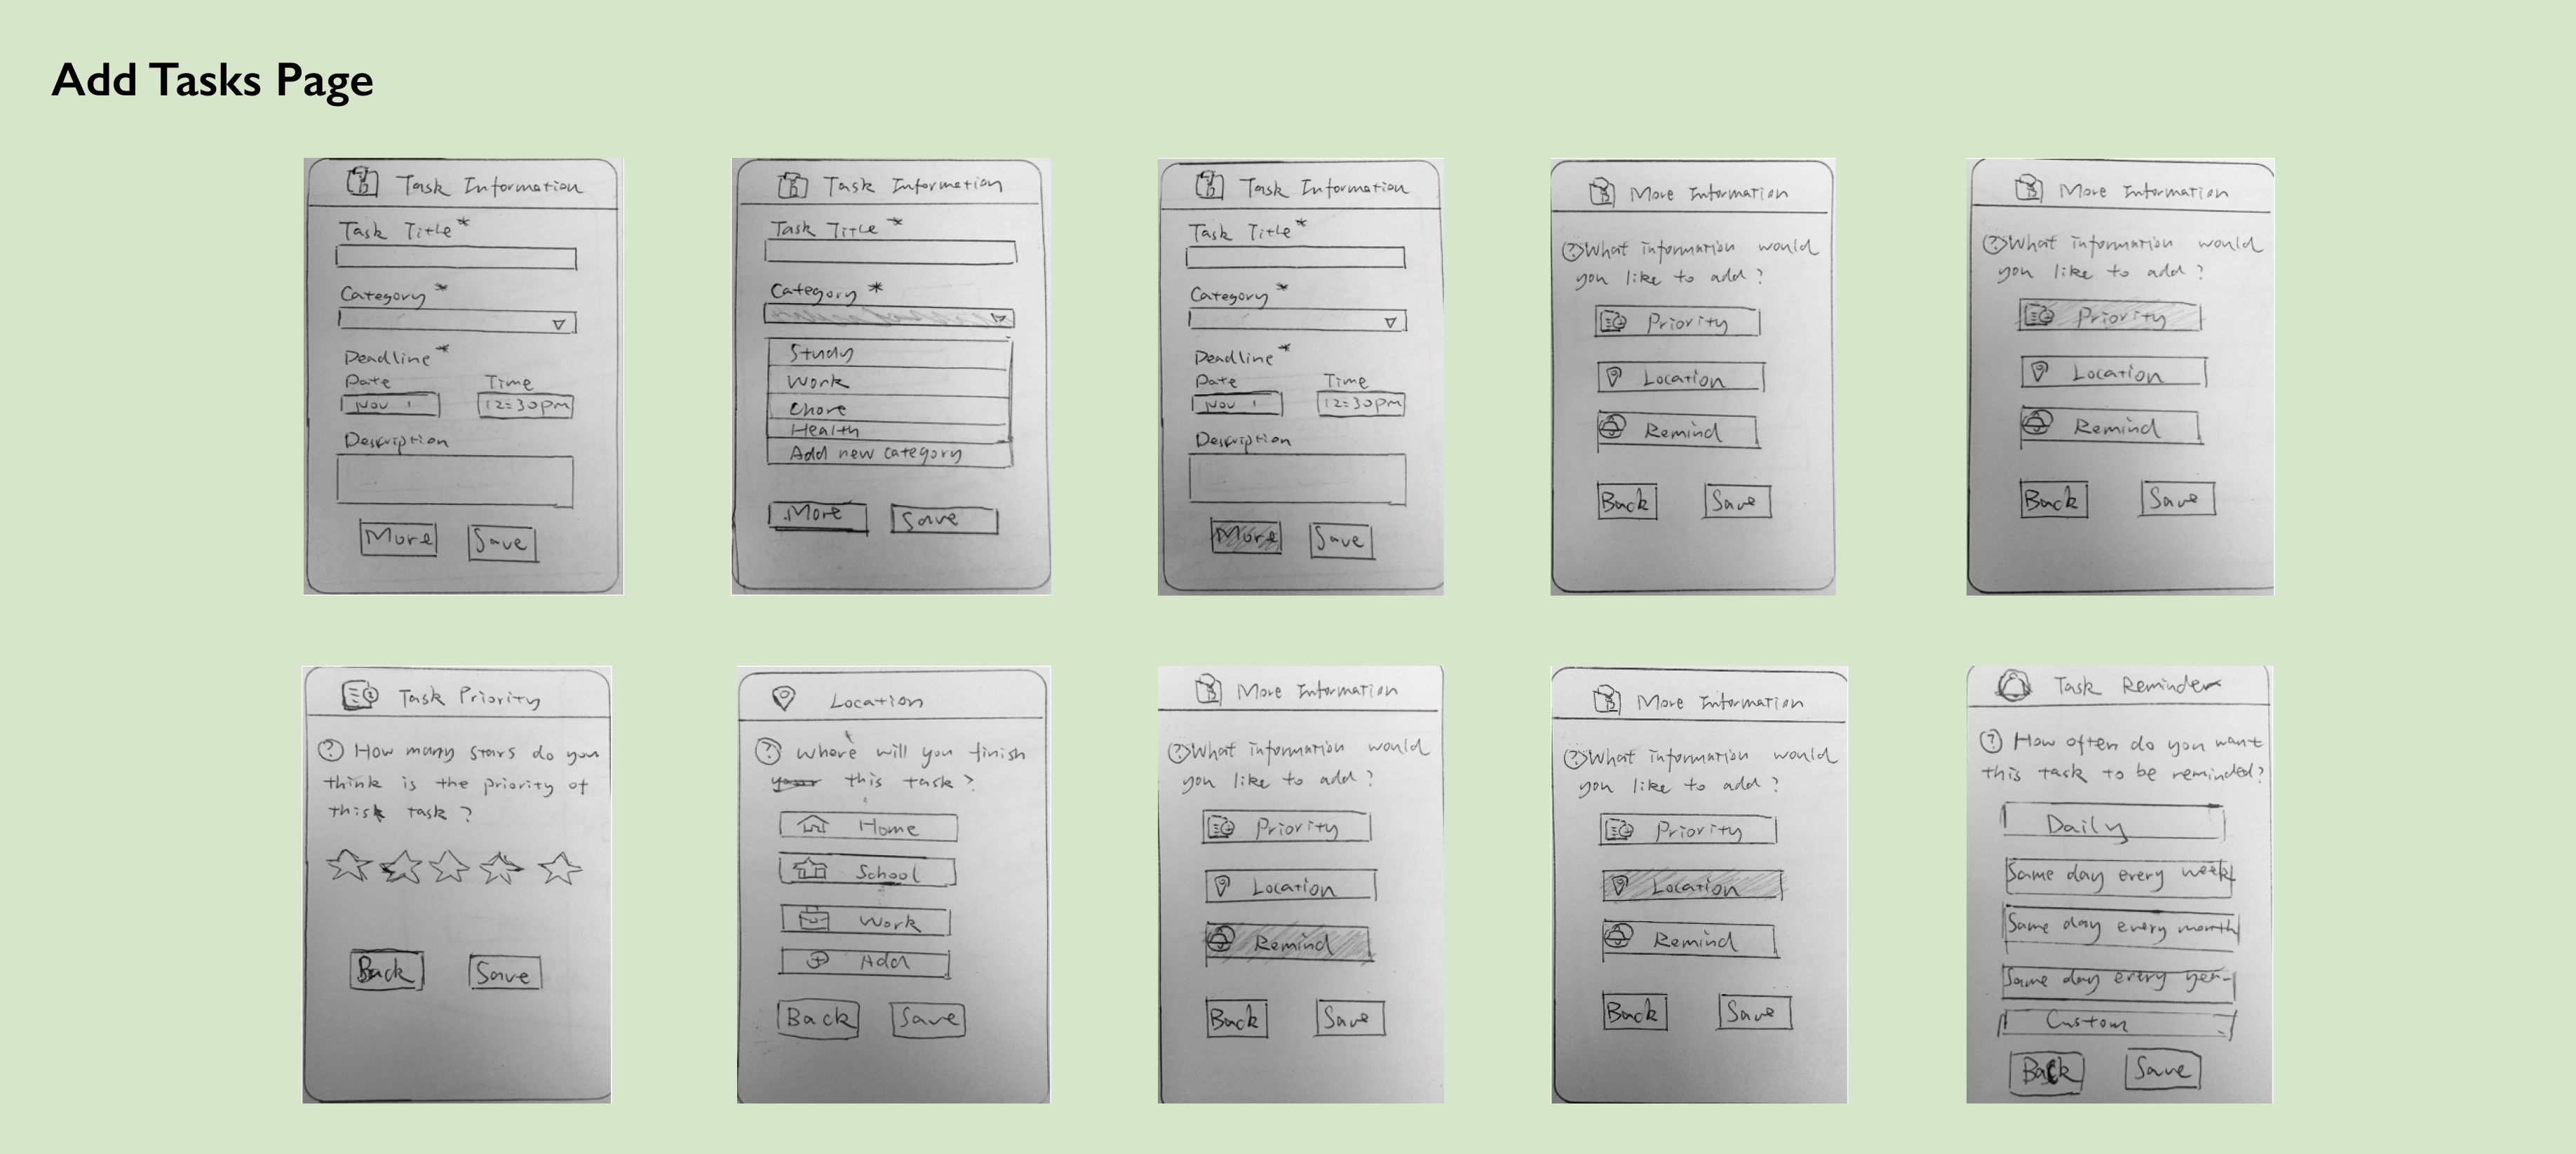 Add Tasks Page
Task Information
Task Title*
Category*
Deadline*
Date Time
Nov 1 12:30pm
Description
More Save
Task Information
Task Title *
Category *
Study
Work
Chore
Health
Add new category
More Save
Task Information
Task Title*
Category*
Deadline*
Date Time
Nov 1 12:30pm
Description
More Save
More Information
? What information would
you like to add?
Priority
Location
Remind
Back Save
More Information
? What information would
you like to add?
Priority
Location
Remind
Back Save
Task Priority
? How many stars do you
think is the priority of
this task?
Back Save
Location
? where will you finish
your this task?
Home
School
Work
Add
Back Save
More Information
? What information would
you like to add?
Priority
Location
Remind
Back Save
More Information
? What information would
you like to add?
Priority
Location
Remind
Back Save
Task Reminder
? How often do you want
this task to be reminded?
Daily
Same day every week
Same day every month
Same day every year
Custom
Back Save